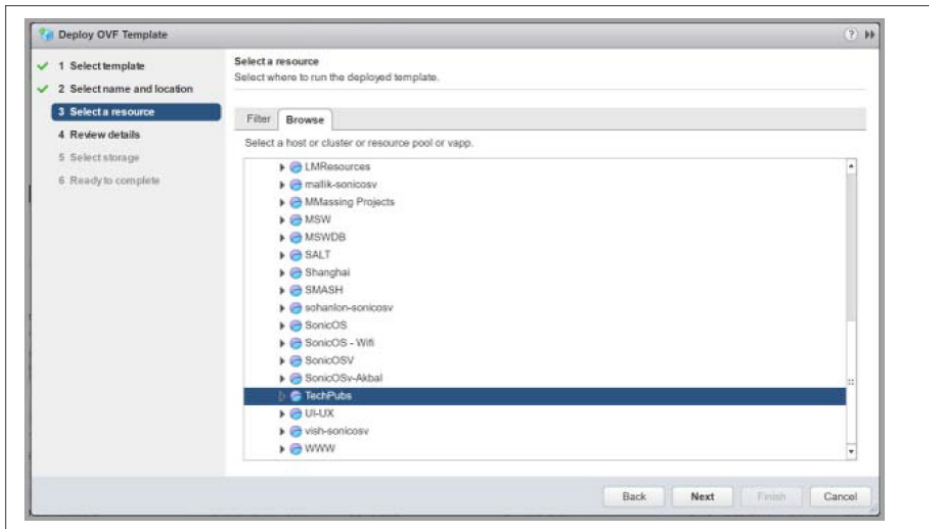 Deploy OVF Template
1 Select template
2 Select name and location
3 Select a resource
4 Review details
5 Select storage
6 Ready to complete
Select a resource
Select where to run the deployed template.
Filter
Browse
Select a host or cluster or resource pool or vapp.
LMResources
mallik-sonicosv
MMassing Projects
MSW
MSWDB
SALT
Shanghai
SMASH
sohanlon-sonicosv
SonicOS
SonicOS - Wifi
SonicOSV
SonicOSv-Akbal
TechPubs
UI-UX
vish-sonicosv
WWW
Back
Next
Finish
Cancel